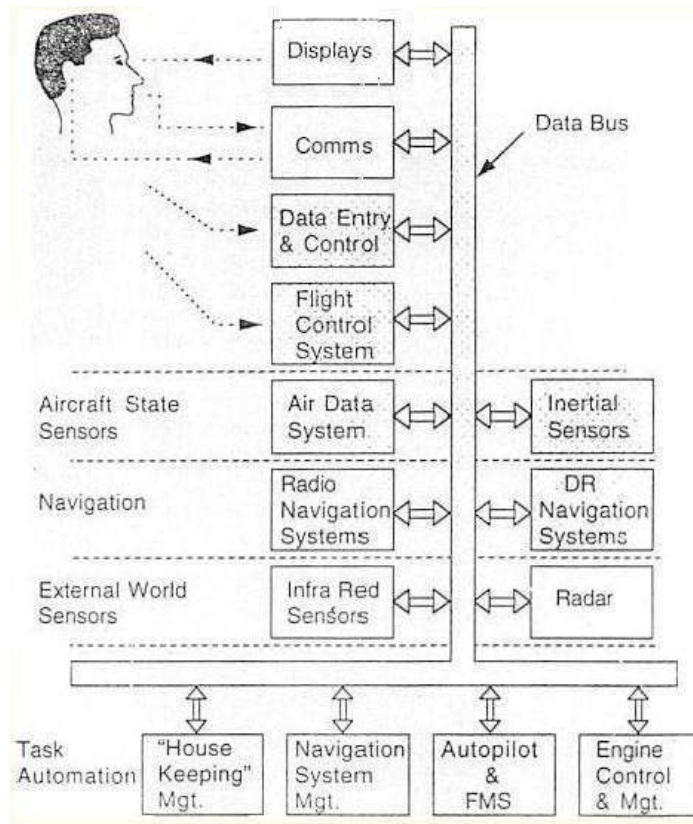 Displays
Data Bus
Comms
Data Entry
& Control
Flight
Control
System
Aircraft State
Sensors
Air Data
System
Inertial
Sensors
Navigation
Radio
Navigation
Systems
DR
Navigation
Systems
External World
Sensors
Infra Red
Sensors
Radar
Task
Automation
"House
Keeping"
Mgt.
Navigation
System
Mgt.
Autopilot
&
FMS
Engine
Control
& Mgt.